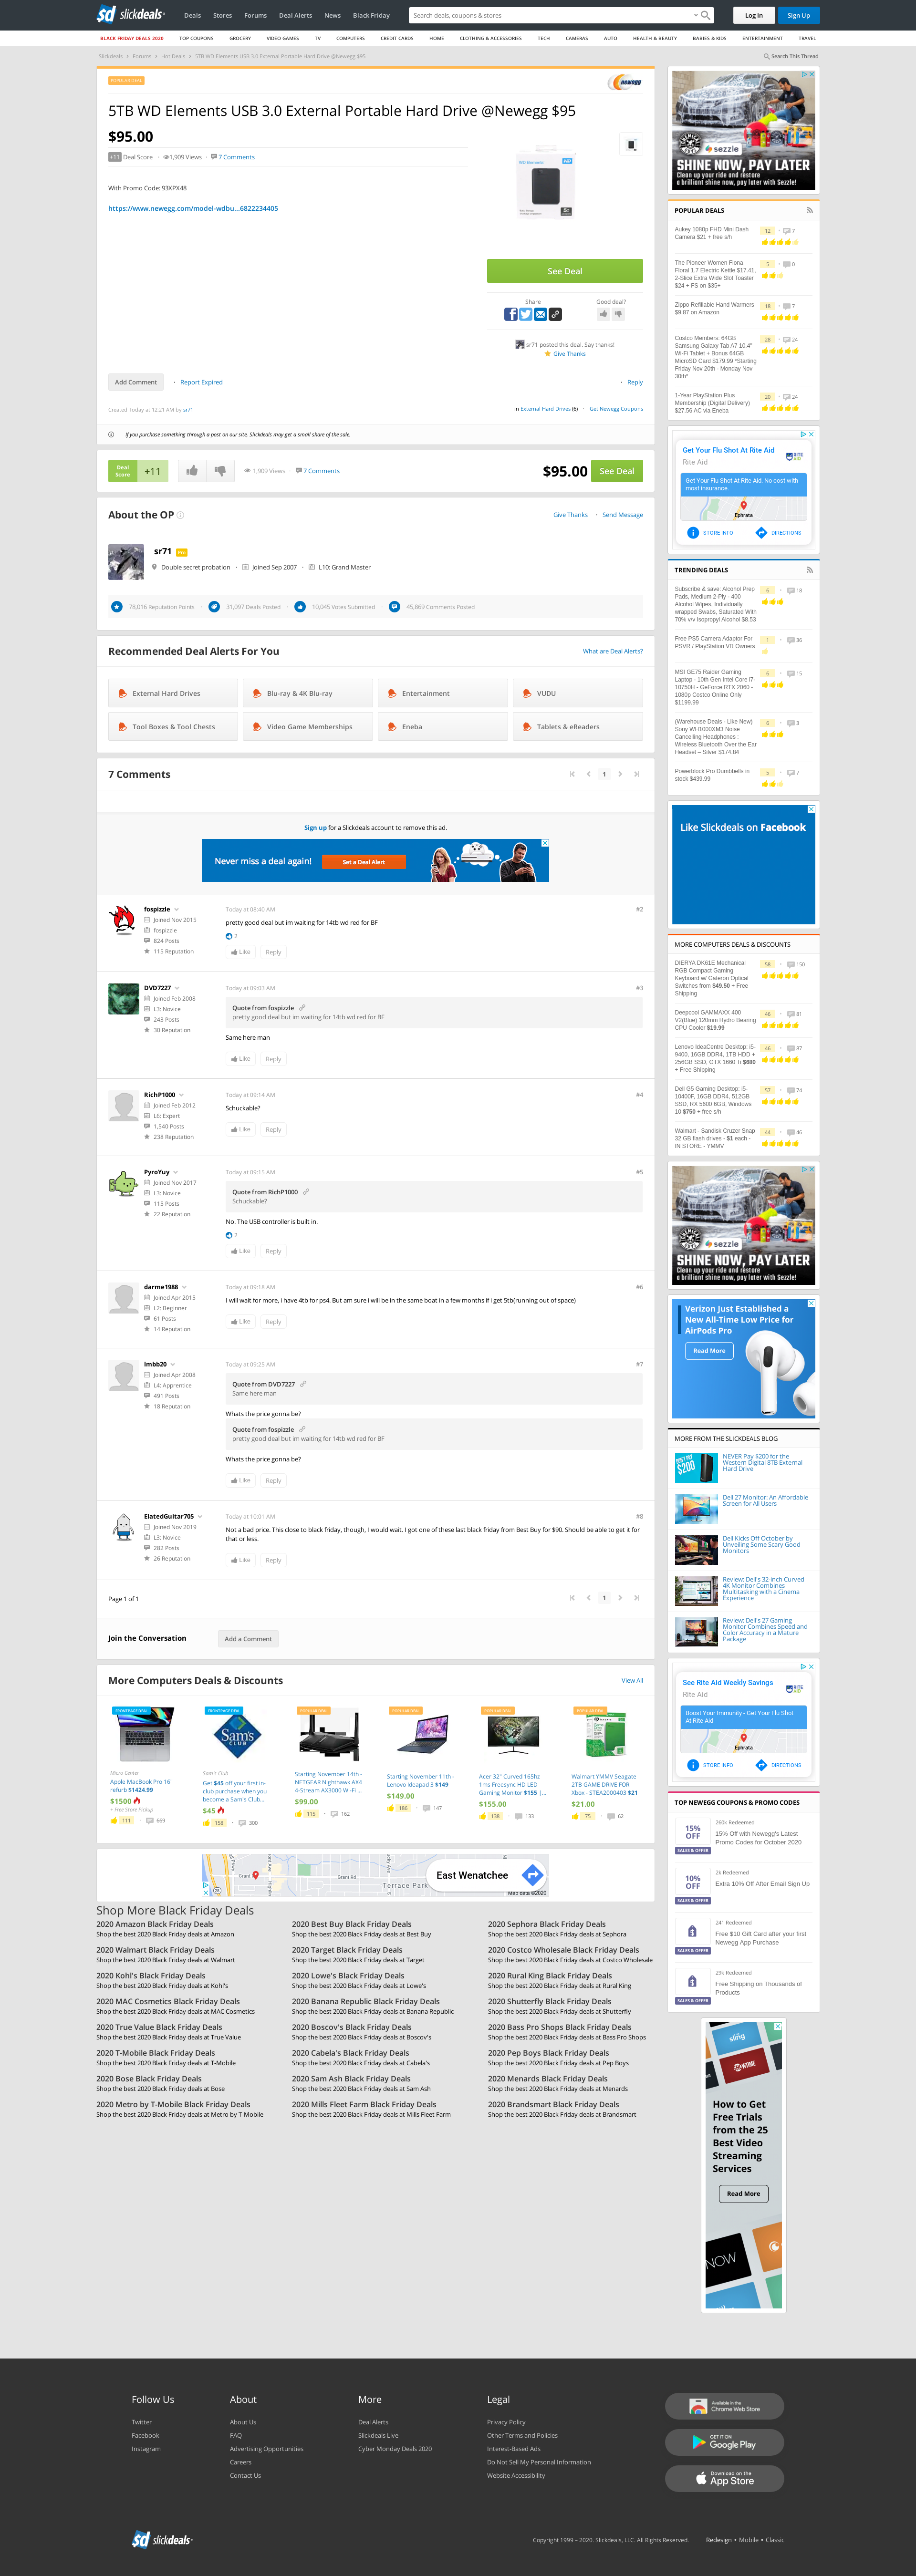 sd slickdeals
Deals Stores Forums Deal Alerts News Black Friday
Search deals, coupons & stores
Log In Sign Up
BLACK FRIDAY DEALS 2020 TOP COUPONS GROCERY VIDEO GAMES TV COMPUTERS CREDIT CARDS HOME CLOTHING & ACCESSORIES TECH CAMERAS AUTO HEALTH & BEAUTY BABIES & KIDS ENTERTAINMENT TRAVEL
Slickdeals > Forums > Hot Deals > 5TB WD Elements USB 3.0 External Portable Hard Drive @Newegg $95
Search This Thread
POPULAR DEAL
newegg
5TB WD Elements USB 3.0 External Portable Hard Drive @Newegg $95
$95.00
+11 Deal Score 1,909 Views 7 Comments
With Promo Code: 93XPX48
https://www.newegg.com/model-wdbu...6822234405
WD Elements
See Deal
Share
Good deal?
sr71 posted this deal. Say thanks!
Give Thanks
Add Comment Report Expired
Reply
Created Today at 12:21 AM by sr71
in External Hard Drives (6) Get Newegg Coupons
If you purchase something through a post on our site, Slickdeals may get a small share of the sale.
Deal Score +11
1,909 Views 7 Comments
$95.00 See Deal
About the OP
Give Thanks Send Message
sr71 Pro
Double secret probation Joined Sep 2007 L10: Grand Master
78,016 Reputation Points 31,097 Deals Posted 10,045 Votes Submitted 45,869 Comments Posted
Recommended Deal Alerts For You
What are Deal Alerts?
External Hard Drives
Blu-ray & 4K Blu-ray
Entertainment
VUDU
Tool Boxes & Tool Chests
Video Game Memberships
Eneba
Tablets & eReaders
7 Comments
1
Sign up for a Slickdeals account to remove this ad.
Never miss a deal again! Set a Deal Alert
fospizzle
Joined Nov 2015
fospizzle
824 Posts
115 Reputation
Today at 08:40 AM
#2
pretty good deal but im waiting for 14tb wd red for BF
2
Like Reply
DVD7227
Joined Feb 2008
L3: Novice
243 Posts
30 Reputation
Today at 09:03 AM
#3
Quote from fospizzle
pretty good deal but im waiting for 14tb wd red for BF
Same here man
Like Reply
RichP1000
Joined Feb 2012
L6: Expert
1,540 Posts
238 Reputation
Today at 09:14 AM
#4
Schuckable?
Like Reply
PyroYuy
Joined Nov 2017
L3: Novice
115 Posts
22 Reputation
Today at 09:15 AM
#5
Quote from RichP1000
Schuckable?
No. The USB controller is built in.
2
Like Reply
darme1988
Joined Apr 2015
L2: Beginner
61 Posts
14 Reputation
Today at 09:18 AM
#6
I will wait for more, i have 4tb for ps4. But am sure i will be in the same boat in a few months if i get 5tb(running out of space)
Like Reply
lmbb20
Joined Apr 2008
L4: Apprentice
491 Posts
18 Reputation
Today at 09:25 AM
#7
Quote from DVD7227
Same here man
Whats the price gonna be?
Quote from fospizzle
pretty good deal but im waiting for 14tb wd red for BF
Whats the price gonna be?
Like Reply
ElatedGuitar705
Joined Nov 2019
L3: Novice
282 Posts
26 Reputation
Today at 10:01 AM
#8
Not a bad price. This close to black friday, though, I would wait. I got one of these last black friday from Best Buy for $90. Should be able to get it for
that or less.
Like Reply
Page 1 of 1
1
Join the Conversation Add a Comment
More Computers Deals & Discounts
View All
FRONTPAGE DEAL
Micro Center
Apple MacBook Pro 16"
refurb $1424.99
$1500
+ Free Store Pickup
111 669
FRONTPAGE DEAL
Sam's CLUB
Sam's Club
Get $45 off your first in-
club purchase when you
become a Sam's Club...
$45
158 300
POPULAR DEAL
Starting November 14th -
NETGEAR Nighthawk AX4
4-Stream AX3000 Wi-Fi ...
$99.00
115 162
POPULAR DEAL
Starting November 11th -
Lenovo Ideapad 3 $149
$149.00
186 147
POPULAR DEAL
Acer 32" Curved 165hz
1ms Freesync HD LED
Gaming Monitor $155 |...
$155.00
138 133
POPULAR DEAL
Walmart YMMV Seagate
2TB GAME DRIVE FOR
Xbox - STEA2000403 $21
$21.00
75 62
Grant Rd
Terrace Park
East Wenatchee
Map data ©2020
Shop More Black Friday Deals
2020 Amazon Black Friday Deals
Shop the best 2020 Black Friday deals at Amazon
2020 Best Buy Black Friday Deals
Shop the best 2020 Black Friday deals at Best Buy
2020 Sephora Black Friday Deals
Shop the best 2020 Black Friday deals at Sephora
2020 Walmart Black Friday Deals
Shop the best 2020 Black Friday deals at Walmart
2020 Target Black Friday Deals
Shop the best 2020 Black Friday deals at Target
2020 Costco Wholesale Black Friday Deals
Shop the best 2020 Black Friday deals at Costco Wholesale
2020 Kohl's Black Friday Deals
Shop the best 2020 Black Friday deals at Kohl's
2020 Lowe's Black Friday Deals
Shop the best 2020 Black Friday deals at Lowe's
2020 Rural King Black Friday Deals
Shop the best 2020 Black Friday deals at Rural King
2020 MAC Cosmetics Black Friday Deals
Shop the best 2020 Black Friday deals at MAC Cosmetics
2020 Banana Republic Black Friday Deals
Shop the best 2020 Black Friday deals at Banana Republic
2020 Shutterfly Black Friday Deals
Shop the best 2020 Black Friday deals at Shutterfly
2020 True Value Black Friday Deals
Shop the best 2020 Black Friday deals at True Value
2020 Boscov's Black Friday Deals
Shop the best 2020 Black Friday deals at Boscov's
2020 Bass Pro Shops Black Friday Deals
Shop the best 2020 Black Friday deals at Bass Pro Shops
2020 T-Mobile Black Friday Deals
Shop the best 2020 Black Friday deals at T-Mobile
2020 Cabela's Black Friday Deals
Shop the best 2020 Black Friday deals at Cabela's
2020 Pep Boys Black Friday Deals
Shop the best 2020 Black Friday deals at Pep Boys
2020 Bose Black Friday Deals
Shop the best 2020 Black Friday deals at Bose
2020 Sam Ash Black Friday Deals
Shop the best 2020 Black Friday deals at Sam Ash
2020 Menards Black Friday Deals
Shop the best 2020 Black Friday deals at Menards
2020 Metro by T-Mobile Black Friday Deals
Shop the best 2020 Black Friday deals at Metro by T-Mobile
2020 Mills Fleet Farm Black Friday Deals
Shop the best 2020 Black Friday deals at Mills Fleet Farm
2020 Brandsmart Black Friday Deals
Shop the best 2020 Black Friday deals at Brandsmart
sezzle
SHINE NOW, PAY LATER
Clean up your ride and restore
a brilliant shine now, pay later with Sezzle!
POPULAR DEALS
Aukey 1080p FHD Mini Dash
Camera $21 + free s/h
12 7
The Pioneer Women Fiona
Floral 1.7 Electric Kettle $17.41,
2-Slice Extra Wide Slot Toaster
$24 + FS on $35+
5 0
Zippo Refillable Hand Warmers
$9.87 on Amazon
18 7
Costco Members: 64GB
Samsung Galaxy Tab A7 10.4"
Wi-Fi Tablet + Bonus 64GB
MicroSD Card $179.99 *Starting
Friday Nov 20th - Monday Nov
30th*
28 24
1-Year PlayStation Plus
Membership (Digital Delivery)
$27.56 AC via Eneba
20 24
Get Your Flu Shot At Rite Aid
Rite Aid
RITE AID
Get Your Flu Shot At Rite Aid. No cost with
most insurance.
Ephrata
STORE INFO DIRECTIONS
TRENDING DEALS
Subscribe & save: Alcohol Prep
Pads, Medium 2-Ply - 400
Alcohol Wipes, Individually
wrapped Swabs, Saturated With
70% v/v Isopropyl Alcohol $8.53
6 18
Free PS5 Camera Adaptor For
PSVR / PlayStation VR Owners
1 36
MSI GE75 Raider Gaming
Laptop - 10th Gen Intel Core i7-
10750H - GeForce RTX 2060 -
1080p Costco Online Only
$1199.99
6 15
(Warehouse Deals - Like New)
Sony WH1000XM3 Noise
Cancelling Headphones :
Wireless Bluetooth Over the Ear
Headset – Silver $174.84
6 3
Powerblock Pro Dumbbells in
stock $439.99
5 7
Like Slickdeals on Facebook
MORE COMPUTERS DEALS & DISCOUNTS
DIERYA DK61E Mechanical
RGB Compact Gaming
Keyboard w/ Gateron Optical
Switches from $49.50 + Free
Shipping
58 150
Deepcool GAMMAXX 400
V2(Blue) 120mm Hydro Bearing
CPU Cooler $19.99
46 81
Lenovo IdeaCentre Desktop: i5-
9400, 16GB DDR4, 1TB HDD +
256GB SSD, GTX 1660 Ti $680
+ Free Shipping
46 87
Dell G5 Gaming Desktop: i5-
10400F, 16GB DDR4, 512GB
SSD, RX 5600 6GB, Windows
10 $750 + free s/h
57 74
Walmart - Sandisk Cruzer Snap
32 GB flash drives - $1 each -
IN STORE - YMMV
44 46
sezzle
SHINE NOW, PAY LATER
Clean up your ride and restore
a brilliant shine now, pay later with Sezzle!
Verizon Just Established a
New All-Time Low Price for
AirPods Pro
Read More
MORE FROM THE SLICKDEALS BLOG
DON'T PAY $200
NEVER Pay $200 for the
Western Digital 8TB External
Hard Drive
Dell 27 Monitor: An Affordable
Screen for All Users
Dell Kicks Off October by
Unveiling Some Scary Good
Monitors
Review: Dell's 32-inch Curved
4K Monitor Combines
Multitasking with a Cinema
Experience
Review: Dell's 27 Gaming
Monitor Combines Speed and
Color Accuracy in a Mature
Package
See Rite Aid Weekly Savings
Rite Aid
RITE AID
Boost Your Immunity - Get Your Flu Shot
At Rite Aid
Ephrata
STORE INFO DIRECTIONS
TOP NEWEGG COUPONS & PROMO CODES
15% OFF
SALES & OFFER
260k Redeemed
15% Off with Newegg's Latest
Promo Codes for October 2020
10% OFF
SALES & OFFER
2k Redeemed
Extra 10% Off After Email Sign Up
SALES & OFFER
241 Redeemed
Free $10 Gift Card after your first
Newegg App Purchase
SALES & OFFER
29k Redeemed
Free Shipping on Thousands of
Products
sling
SHOWTIME
How to Get
Free Trials
from the 25
Best Video
Streaming
Services
Read More
NOW
Follow Us
Twitter
Facebook
Instagram
About
About Us
FAQ
Advertising Opportunities
Careers
Contact Us
More
Deal Alerts
Slickdeals Live
Cyber Monday Deals 2020
Legal
Privacy Policy
Other Terms and Policies
Interest-Based Ads
Do Not Sell My Personal Information
Website Accessibility
Available in the
Chrome Web Store
GET IT ON
Google Play
Download on the
App Store
sd slickdeals
Copyright 1999 – 2020. Slickdeals, LLC. All Rights Reserved. Redesign • Mobile • Classic